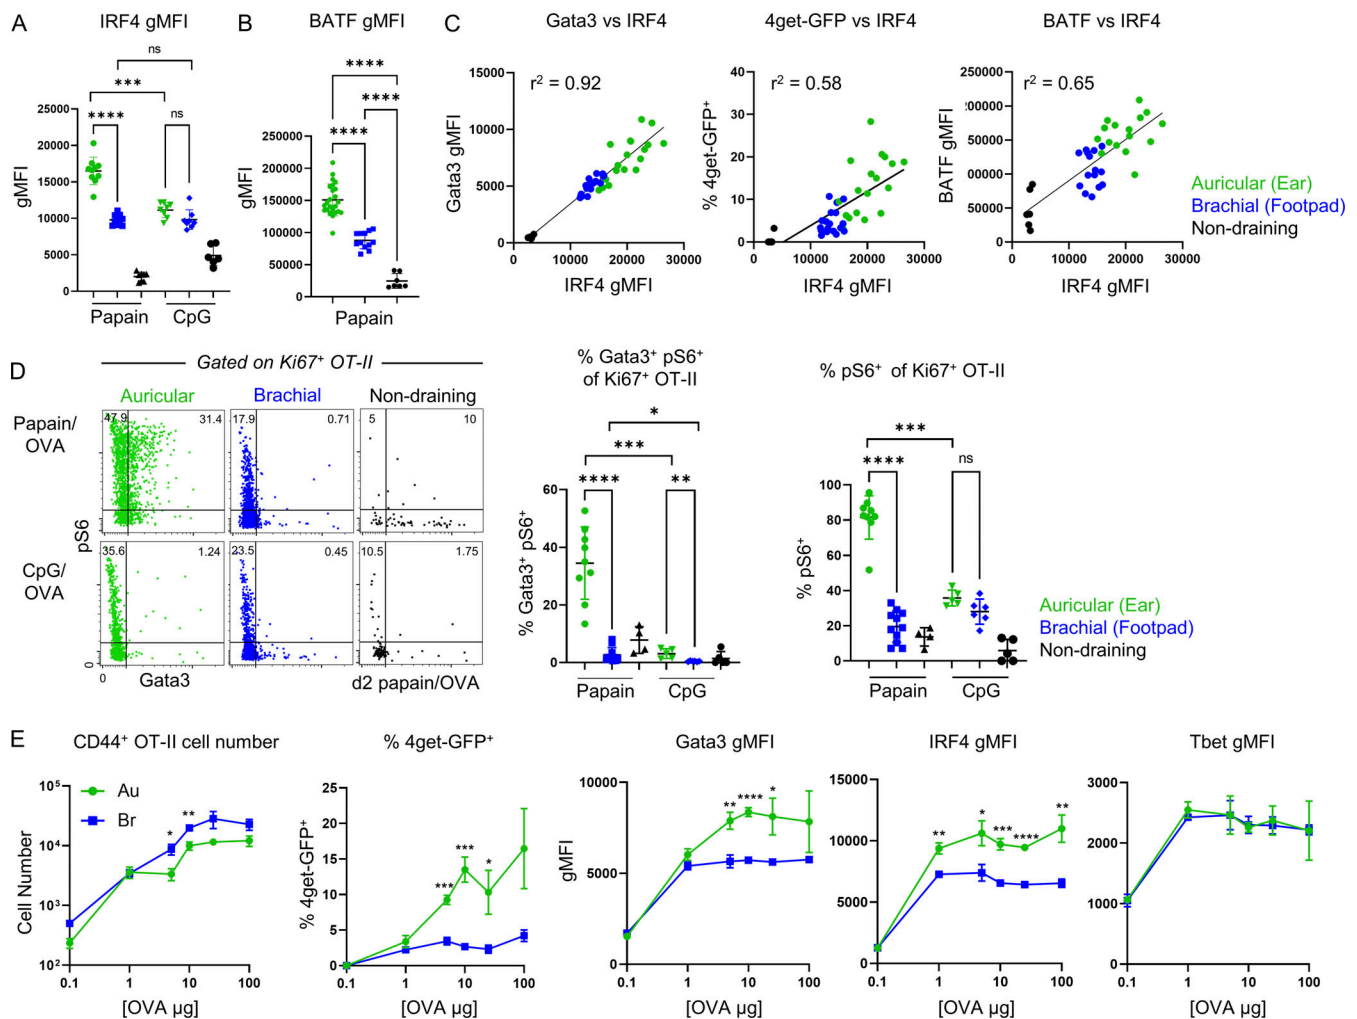 A
IRF4 gMFI
ns
***
****
ns
gMFI
25000
20000
15000
10000
5000
0
Papain
CpG
B
BATF gMFI
****
****
****
gMFI
250000
200000
150000
100000
50000
0
Papain
C
Gata3 vs IRF4
r² = 0.92
Gata3 gMFI
15000
10000
5000
0
0
10000
20000
30000
IRF4 gMFI
4get-GFP vs IRF4
r² = 0.58
% 4get-GFP⁺
40
30
20
10
0
0
10000
20000
30000
IRF4 gMFI
BATF vs IRF4
r² = 0.65
BATF gMFI
250000
00000
150000
00000
50000
0
0
10000
20000
30000
IRF4 gMFI
Auricular (Ear)
Brachial (Footpad)
Non-draining
D
Gated on Ki67⁺ OT-II
Auricular
Brachial
Non-draining
Papain/
OVA
47.9
31.4
17.9
0.71
5
10
CpG/
OVA
35.6
1.24
23.5
0.45
10.5
1.75
pS6
0
0
Gata3
d2 papain/OVA
% Gata3⁺ pS6⁺
of Ki67⁺ OT-II
*
***
****
**
% Gata3⁺ pS6⁺
60
40
20
0
Papain
CpG
% pS6⁺ of Ki67⁺ OT-II
***
****
ns
% pS6⁺
100
80
60
40
20
0
Papain
CpG
Auricular (Ear)
Brachial (Footpad)
Non-draining
E
CD44⁺ OT-II cell number
Au
Br
* **
Cell Number
10⁵
10⁴
10³
10²
0.1
1
10
100
[OVA µg]
% 4get-GFP⁺
*** *** *
% 4get-GFP⁺
25
20
15
10
5
0
0.1
1
10
100
[OVA µg]
Gata3 gMFI
** **** *
gMFI
10000
5000
0
0.1
1
10
100
[OVA µg]
IRF4 gMFI
** * *** **** **
15000
10000
5000
0
0.1
1
10
100
[OVA µg]
Tbet gMFI
3000
2000
1000
0
0.1
1
10
100
[OVA µg]